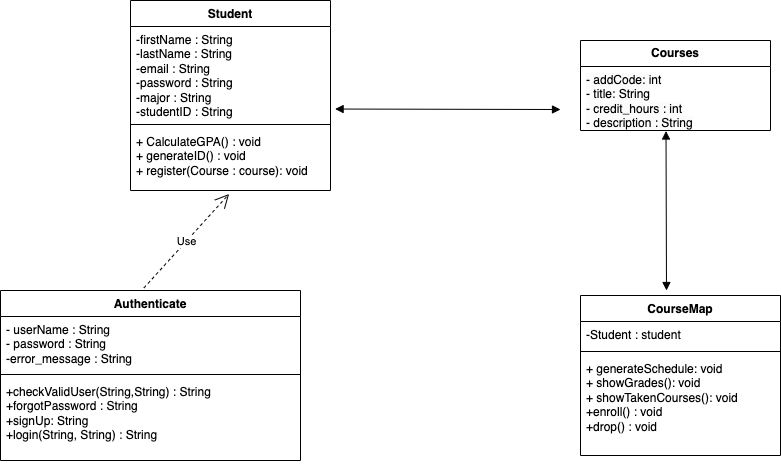 Student
-firstName : String
-lastName : String
-email : String
-password : String
-major : String
-studentID : String
+ CalculateGPA() : void
+ generateID() : void
+ register(Course : course): void
Courses
- addCode: int
- title: String
- credit_hours : int
- description : String
Use
Authenticate
- userName : String
- password : String
-error_message : String
+checkValidUser(String,String) : String
+forgotPassword : String
+signUp: String
+login(String, String) : String
CourseMap
-Student : student
+ generateSchedule: void
+ showGrades(): void
+ showTakenCourses(): void
+enroll() : void
+drop() : void